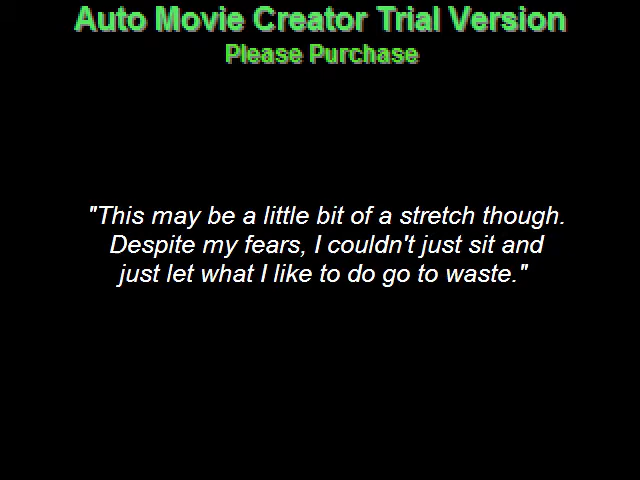 Auto Movie Creator Trial Version
Please Purchase
"This may be a little bit of a stretch though.
Despite my fears, I couldn't just sit and
just let what I like to do go to waste."